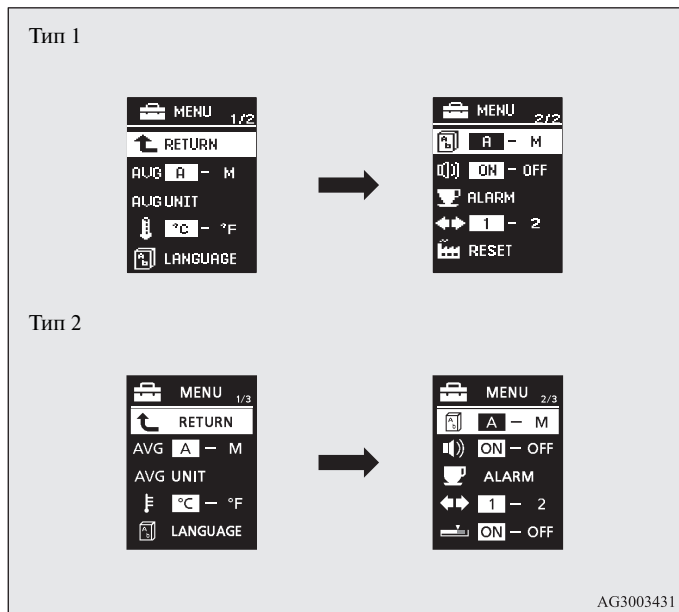 Тип 1
MENU 1/2
RETURN
AVG A – M
AVG UNIT
°C – °F
LANGUAGE
MENU 2/2
A – M
ON – OFF
ALARM
1 – 2
RESET
Тип 2
MENU 1/3
RETURN
AVG A – M
AVG UNIT
°C – °F
LANGUAGE
MENU 2/3
A – M
ON – OFF
ALARM
1 – 2
ON – OFF
AG3003431